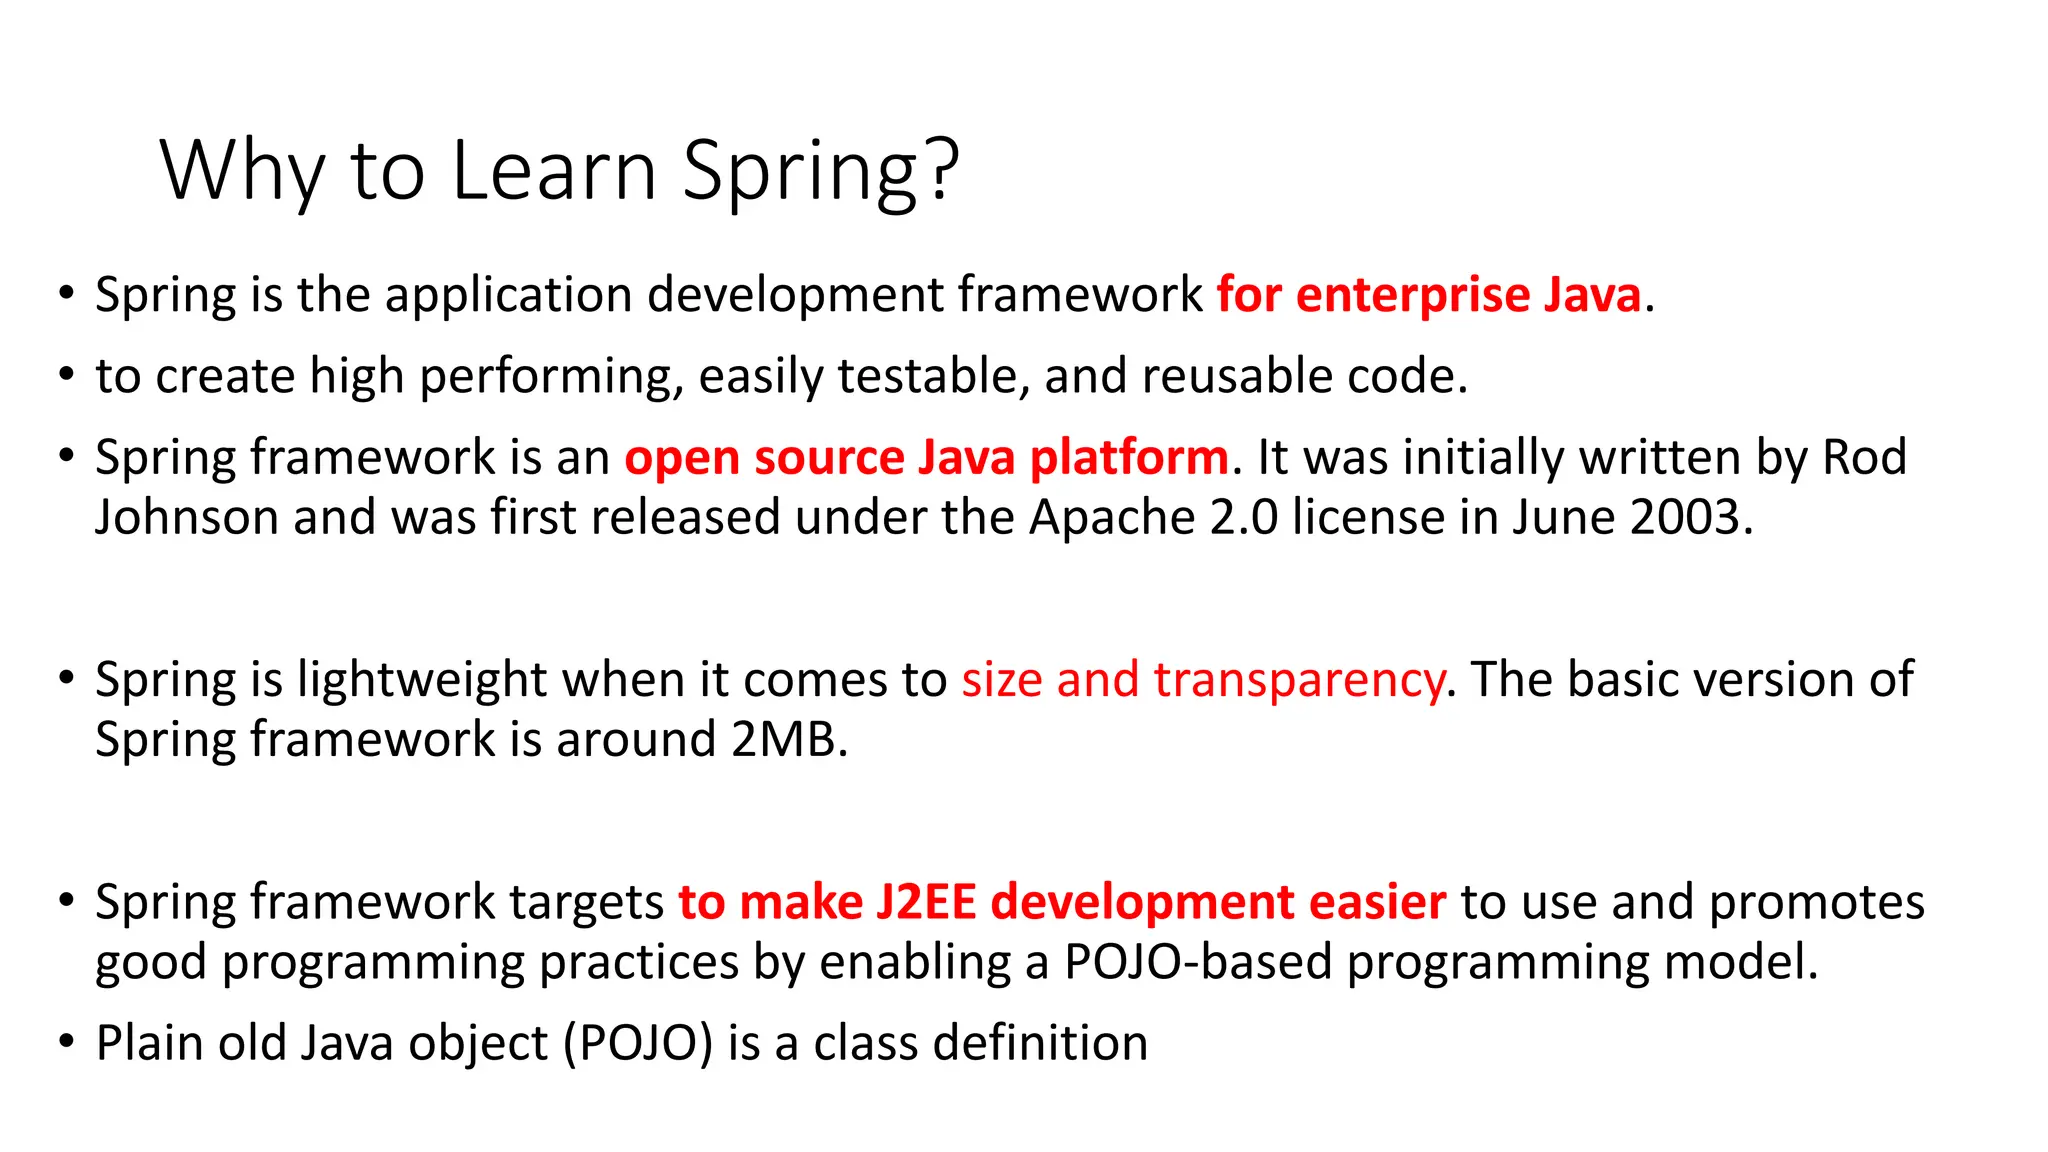 Why to Learn Spring?
• Spring is the application development framework for enterprise Java.
• to create high performing, easily testable, and reusable code.
• Spring framework is an open source Java platform. It was initially written by Rod
Johnson and was first released under the Apache 2.0 license in June 2003.
• Spring is lightweight when it comes to size and transparency. The basic version of
Spring framework is around 2MB.
• Spring framework targets to make J2EE development easier to use and promotes
good programming practices by enabling a POJO-based programming model.
• Plain old Java object (POJO) is a class definition